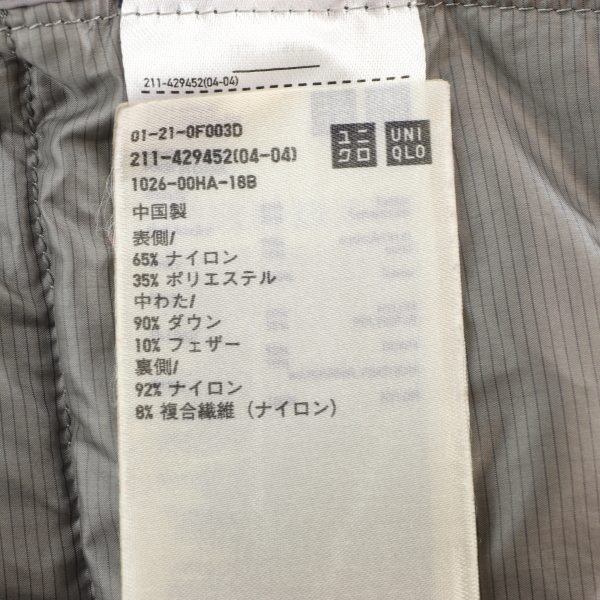 211-429452(04-04)
01-21-0F003D
211-429452(04-04)
1026-00HA-18B
ユニ
クロ
UNI
QLO
中国製
表側/
65% ナイロン
35% ポリエステル
中わた/
90% ダウン
10% フェザー
裏側/
92% ナイロン
8% 複合繊維（ナイロン）